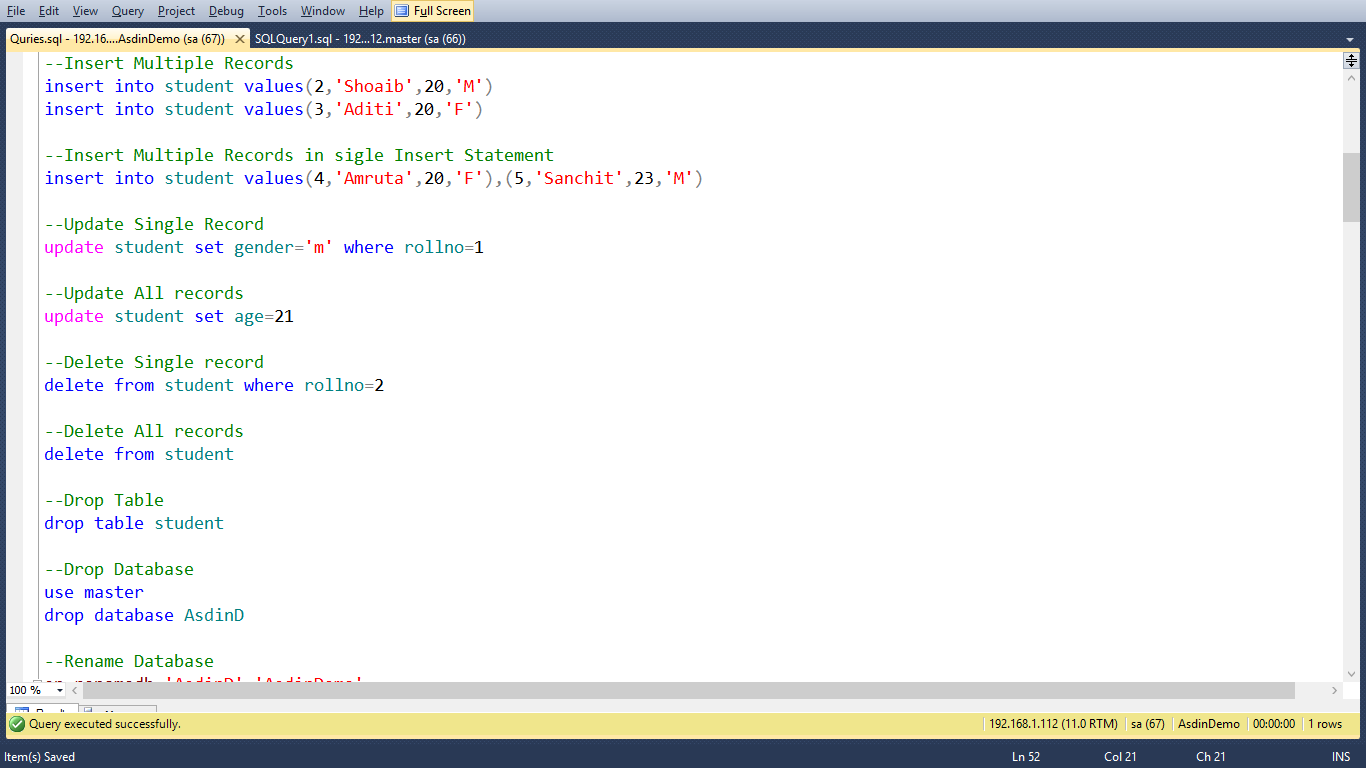 File Edit View Query Project Debug Tools Window Help Full Screen
Quries.sql - 192.16....AsdinDemo (sa (67)) SQLQuery1.sql - 192...12.master (sa (66))
--Insert Multiple Records
insert into student values(2,'Shoaib',20,'M')
insert into student values(3,'Aditi',20,'F')
--Insert Multiple Records in sigle Insert Statement
insert into student values(4,'Amruta',20,'F'),(5,'Sanchit',23,'M')
--Update Single Record
update student set gender='m' where rollno=1
--Update All records
update student set age=21
--Delete Single record
delete from student where rollno=2
--Delete All records
delete from student
--Drop Table
drop table student
--Drop Database
use master
drop database AsdinD
--Rename Database
100 %
Query executed successfully. 192.168.1.112 (11.0 RTM) sa (67) AsdinDemo 00:00:00 1 rows
Item(s) Saved Ln 52 Col 21 Ch 21 INS